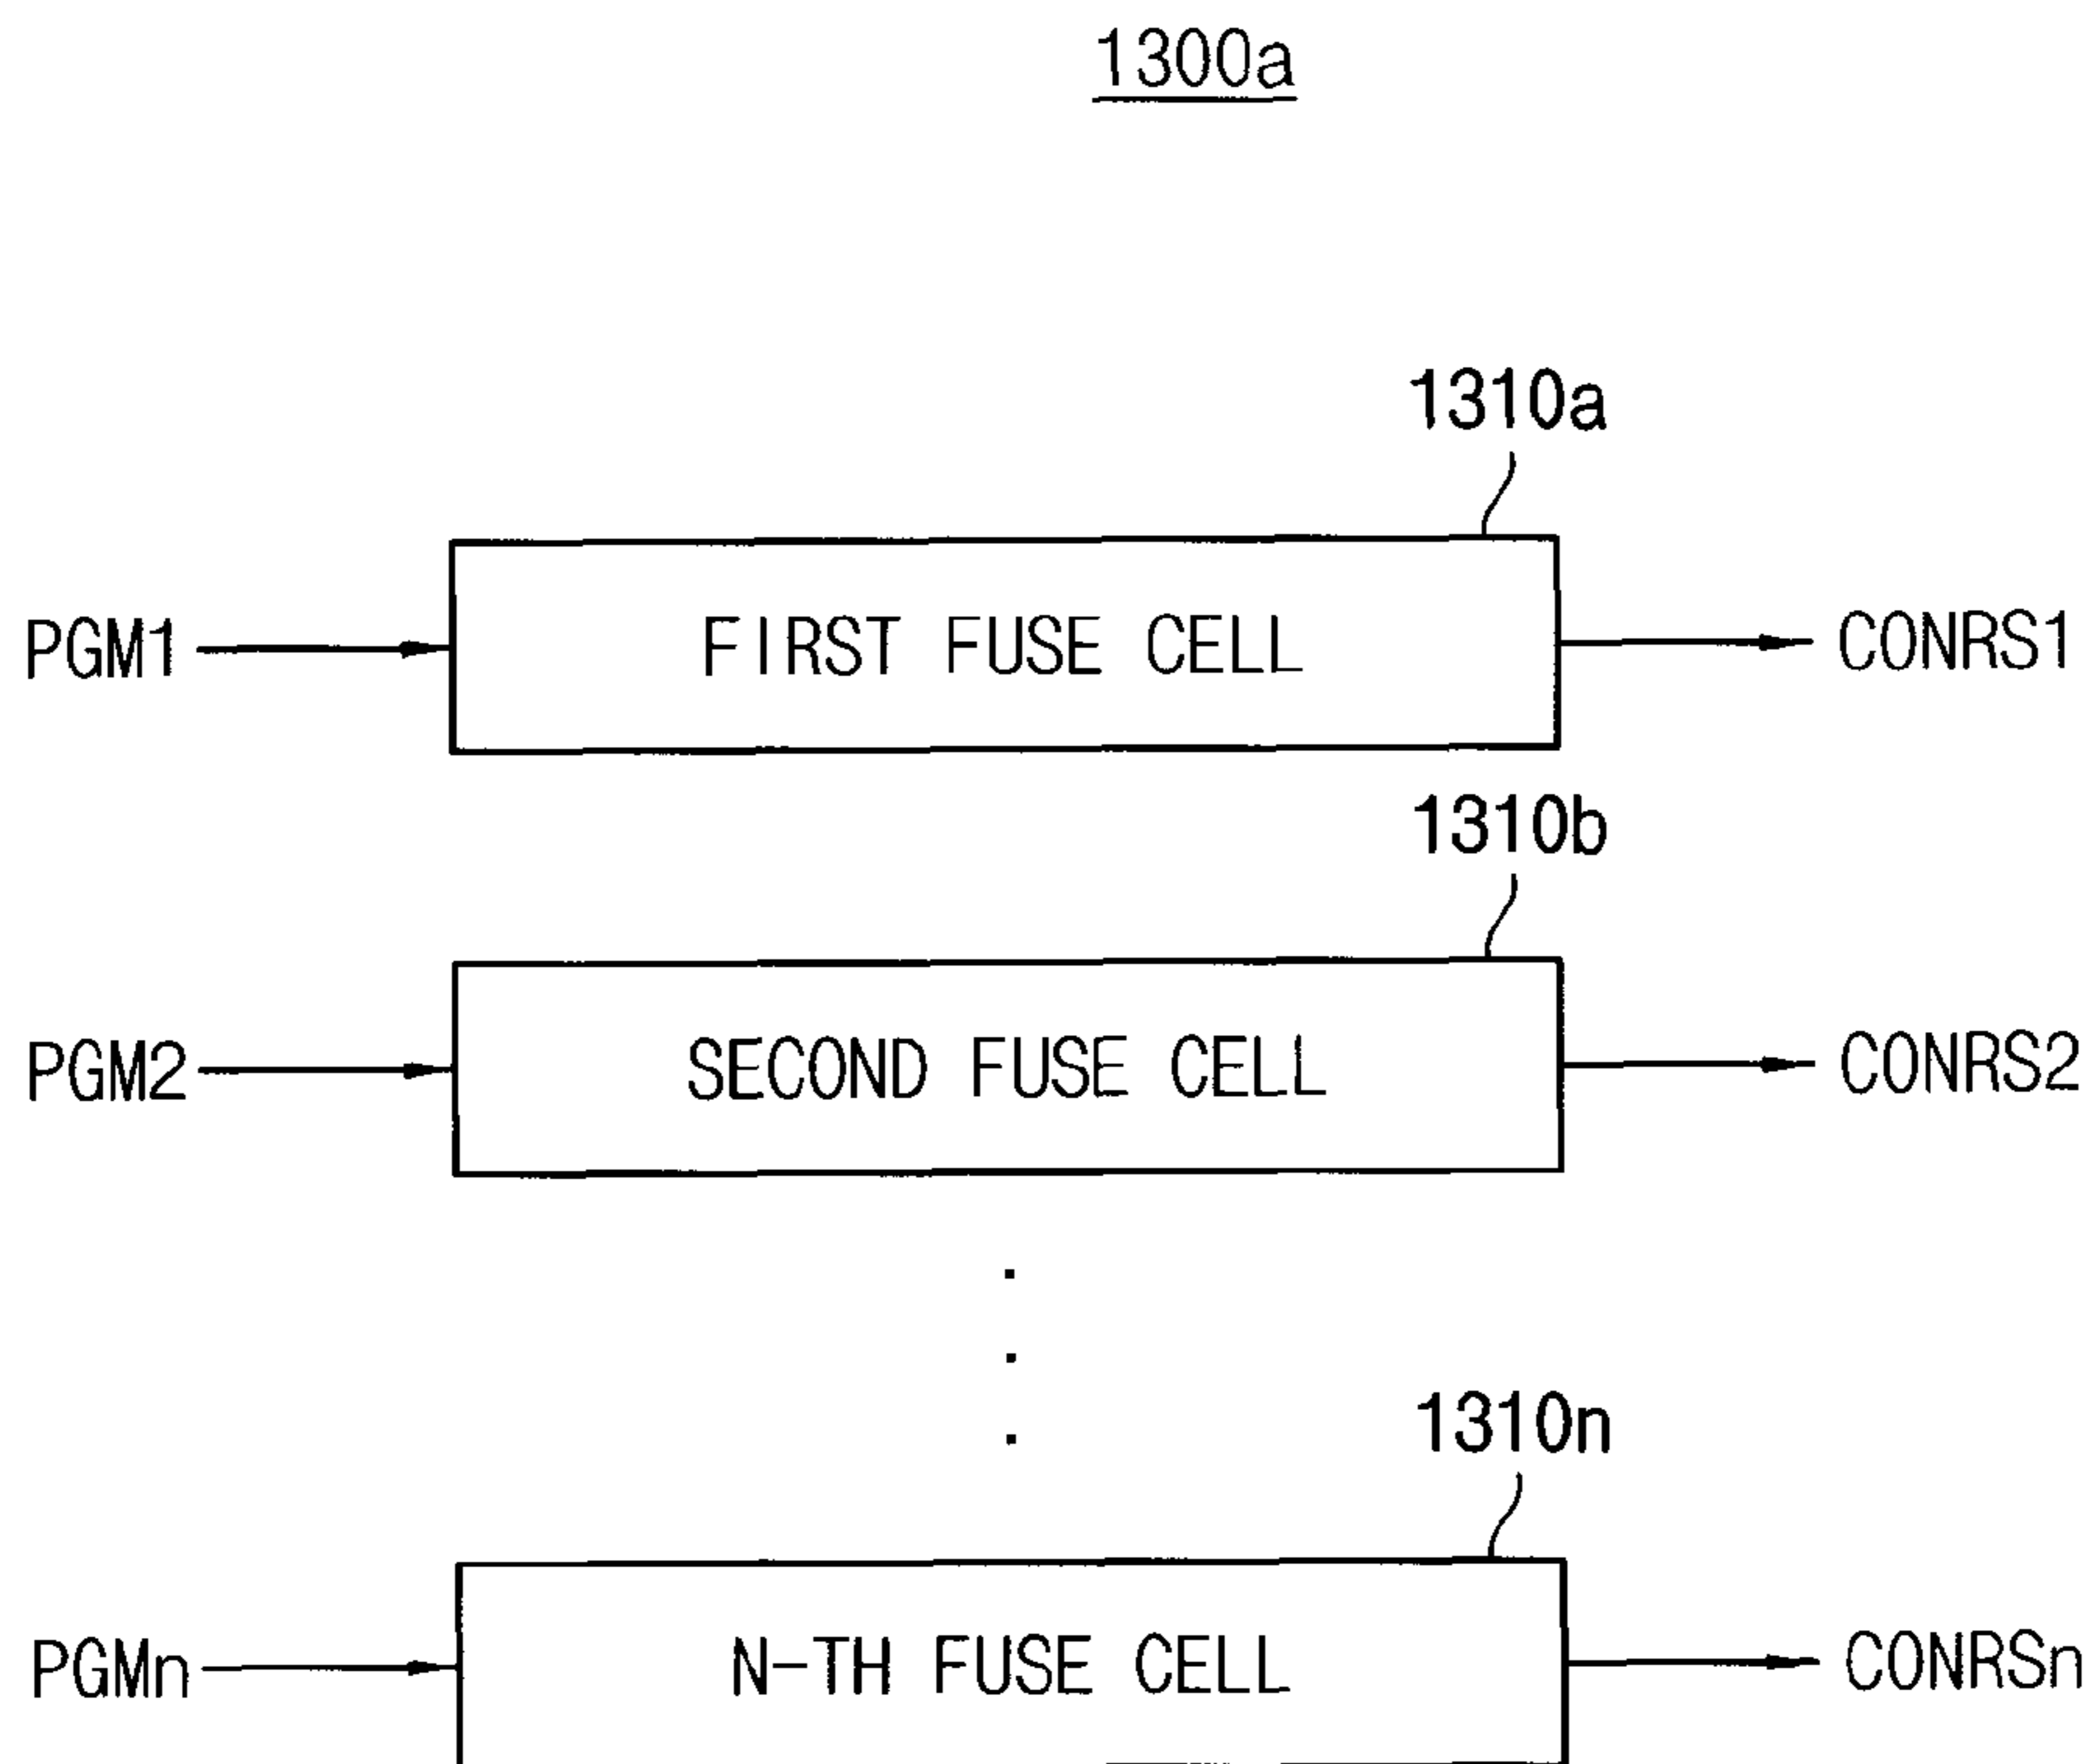 1300a
1310a
PGM1 FIRST FUSE CELL CONRS1
1310b
PGM2 SECOND FUSE CELL CONRS2
1310n
PGMn N-TH FUSE CELL CONRSn